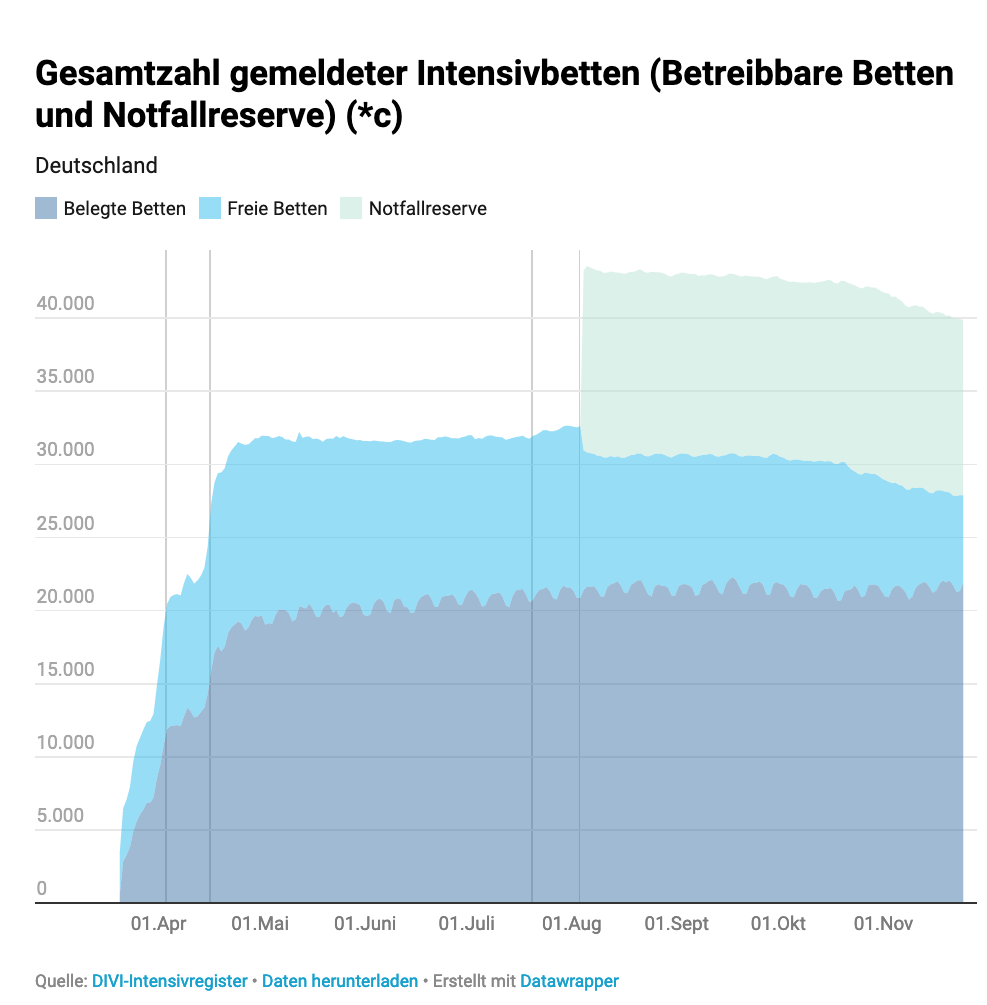 Gesamtzahl gemeldeter Intensivbetten (Betreibbare Betten
und Notfallreserve) (*c)
Deutschland
Belegte Betten Freie Betten Notfallreserve
40.000
35.000
30.000
25.000
20.000
15.000
10.000
5.000
0
01.Apr 01.Mai 01.Juni 01.Juli 01.Aug 01.Sept 01.Okt 01.Nov
Quelle: DIVI-Intensivregister • Daten herunterladen • Erstellt mit Datawrapper